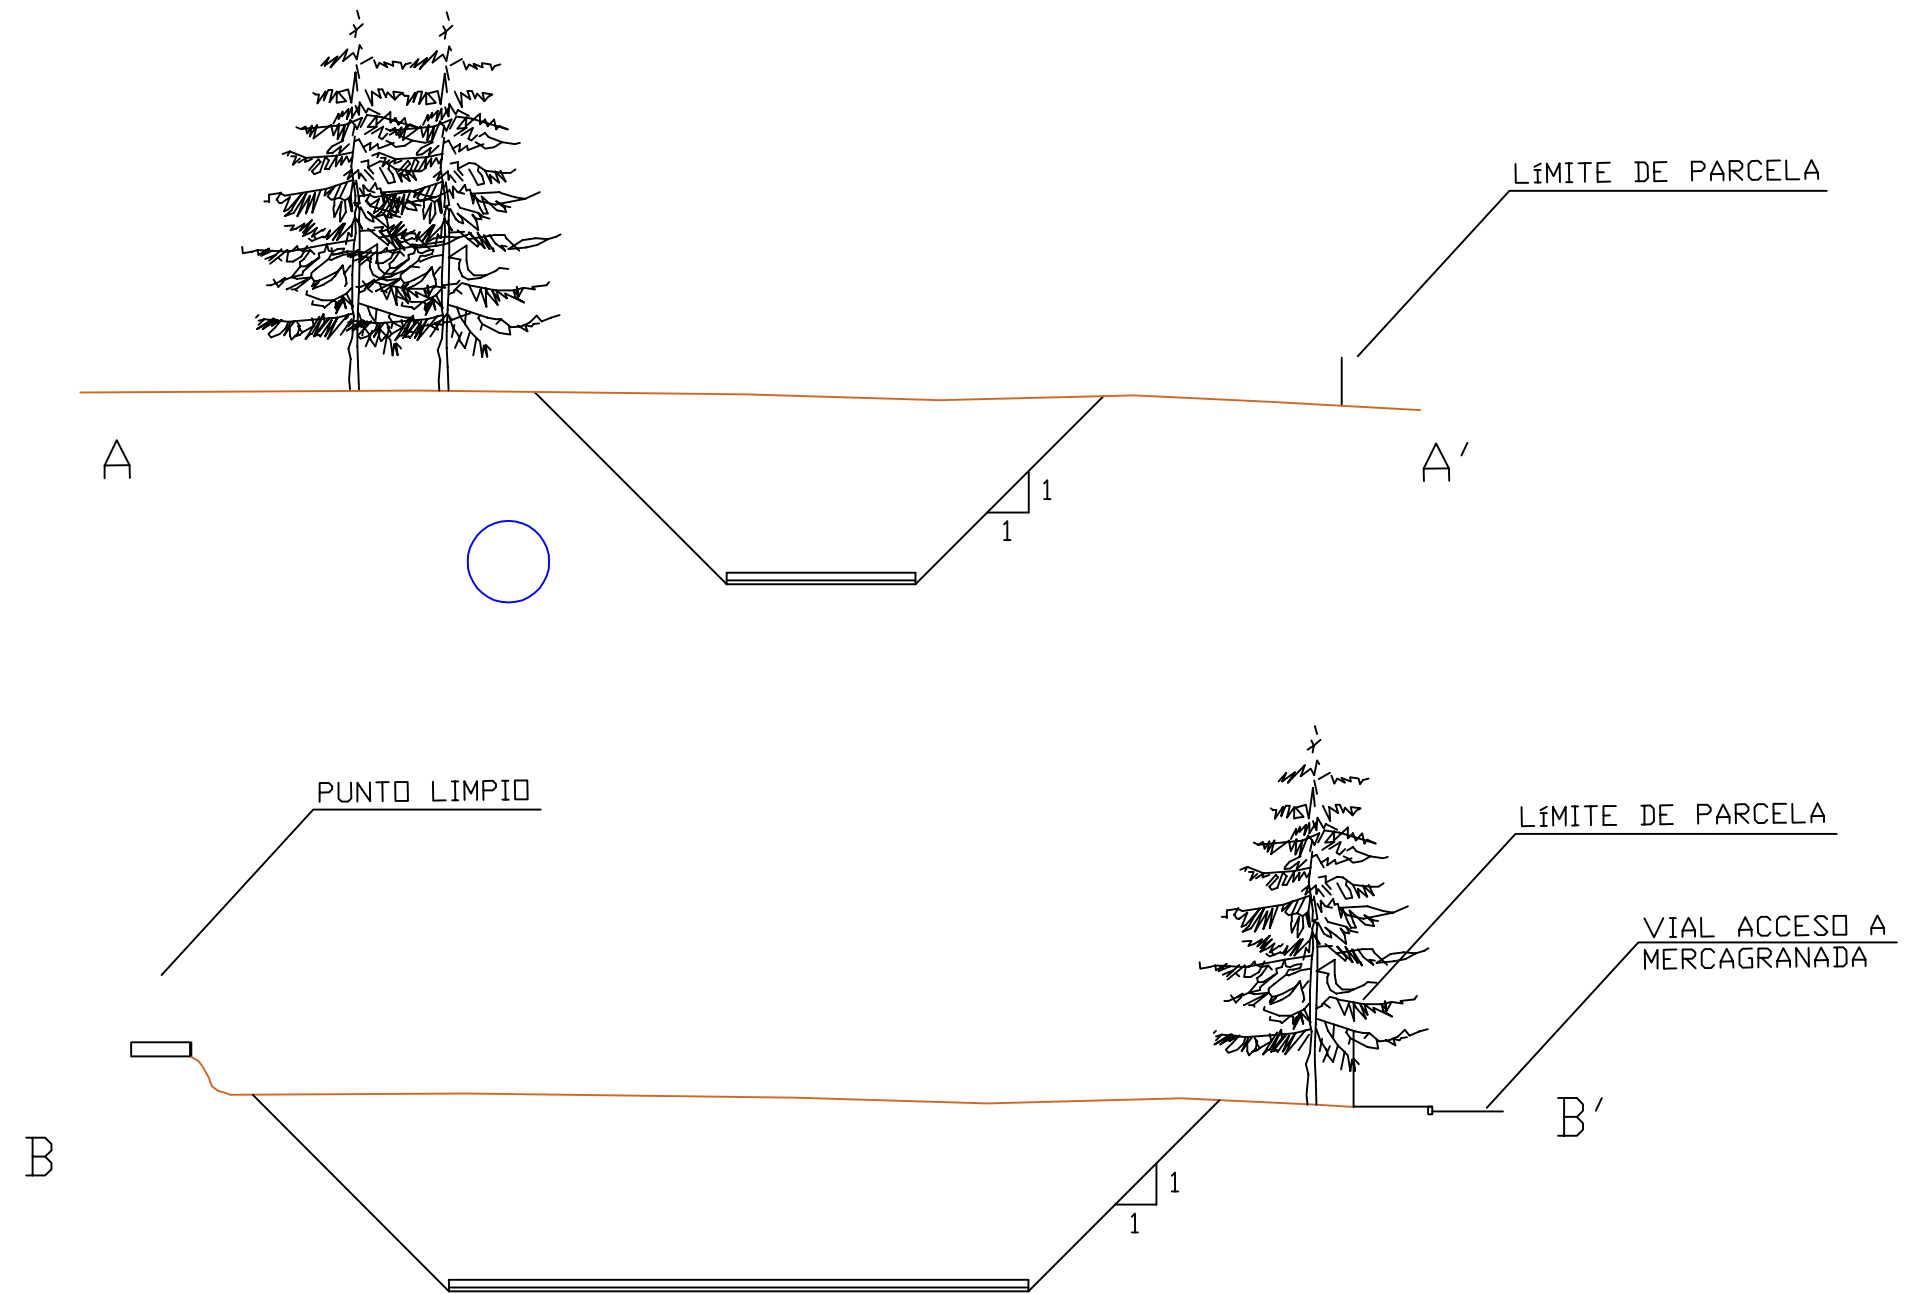 LíMITE DE PARCELA
A
A'
1
1
PUNTO LIMPIO
LíMITE DE PARCELA
VIAL ACCESO A
MERCAGRANADA
B
B'
1
1